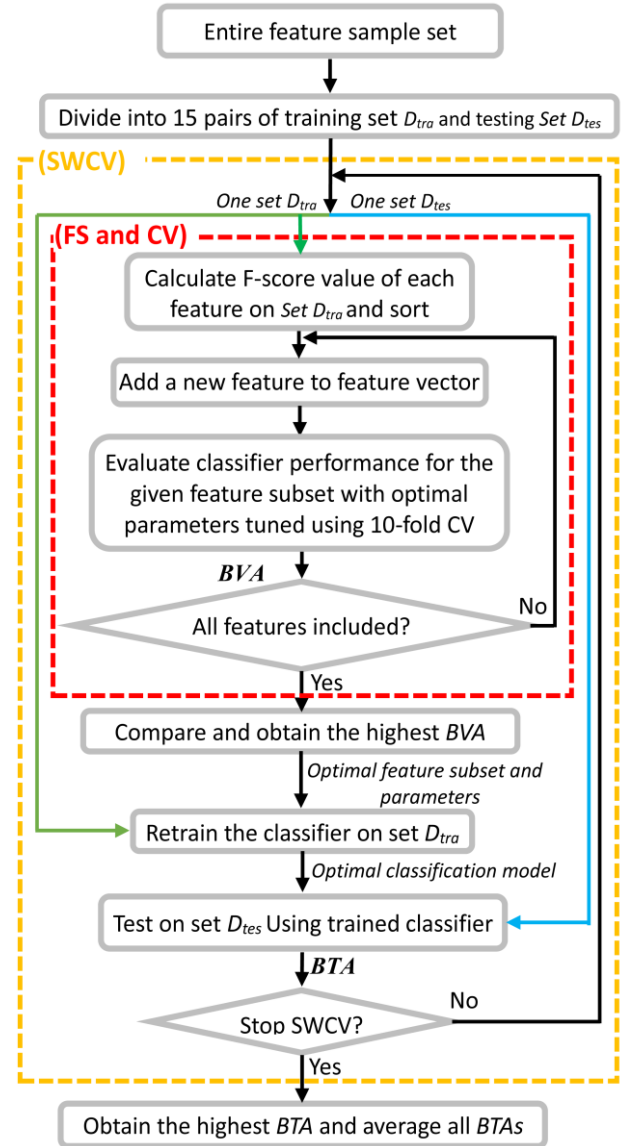 Entire feature sample set
Divide into 15 pairs of training set Dtra and testing Set Dtes
(SWCV)
One set Dtra
One set Dtes
(FS and CV)
Calculate F-score value of each
feature on Set Dtra and sort
Add a new feature to feature vector
Evaluate classifier performance for the
given feature subset with optimal
parameters tuned using 10-fold CV
BVA
No
All features included?
Yes
Compare and obtain the highest BVA
Optimal feature subset and
parameters
Retrain the classifier on set Dtra
Optimal classification model
Test on set Dtes Using trained classifier
BTA
No
Stop SWCV?
Yes
Obtain the highest BTA and average all BTAs